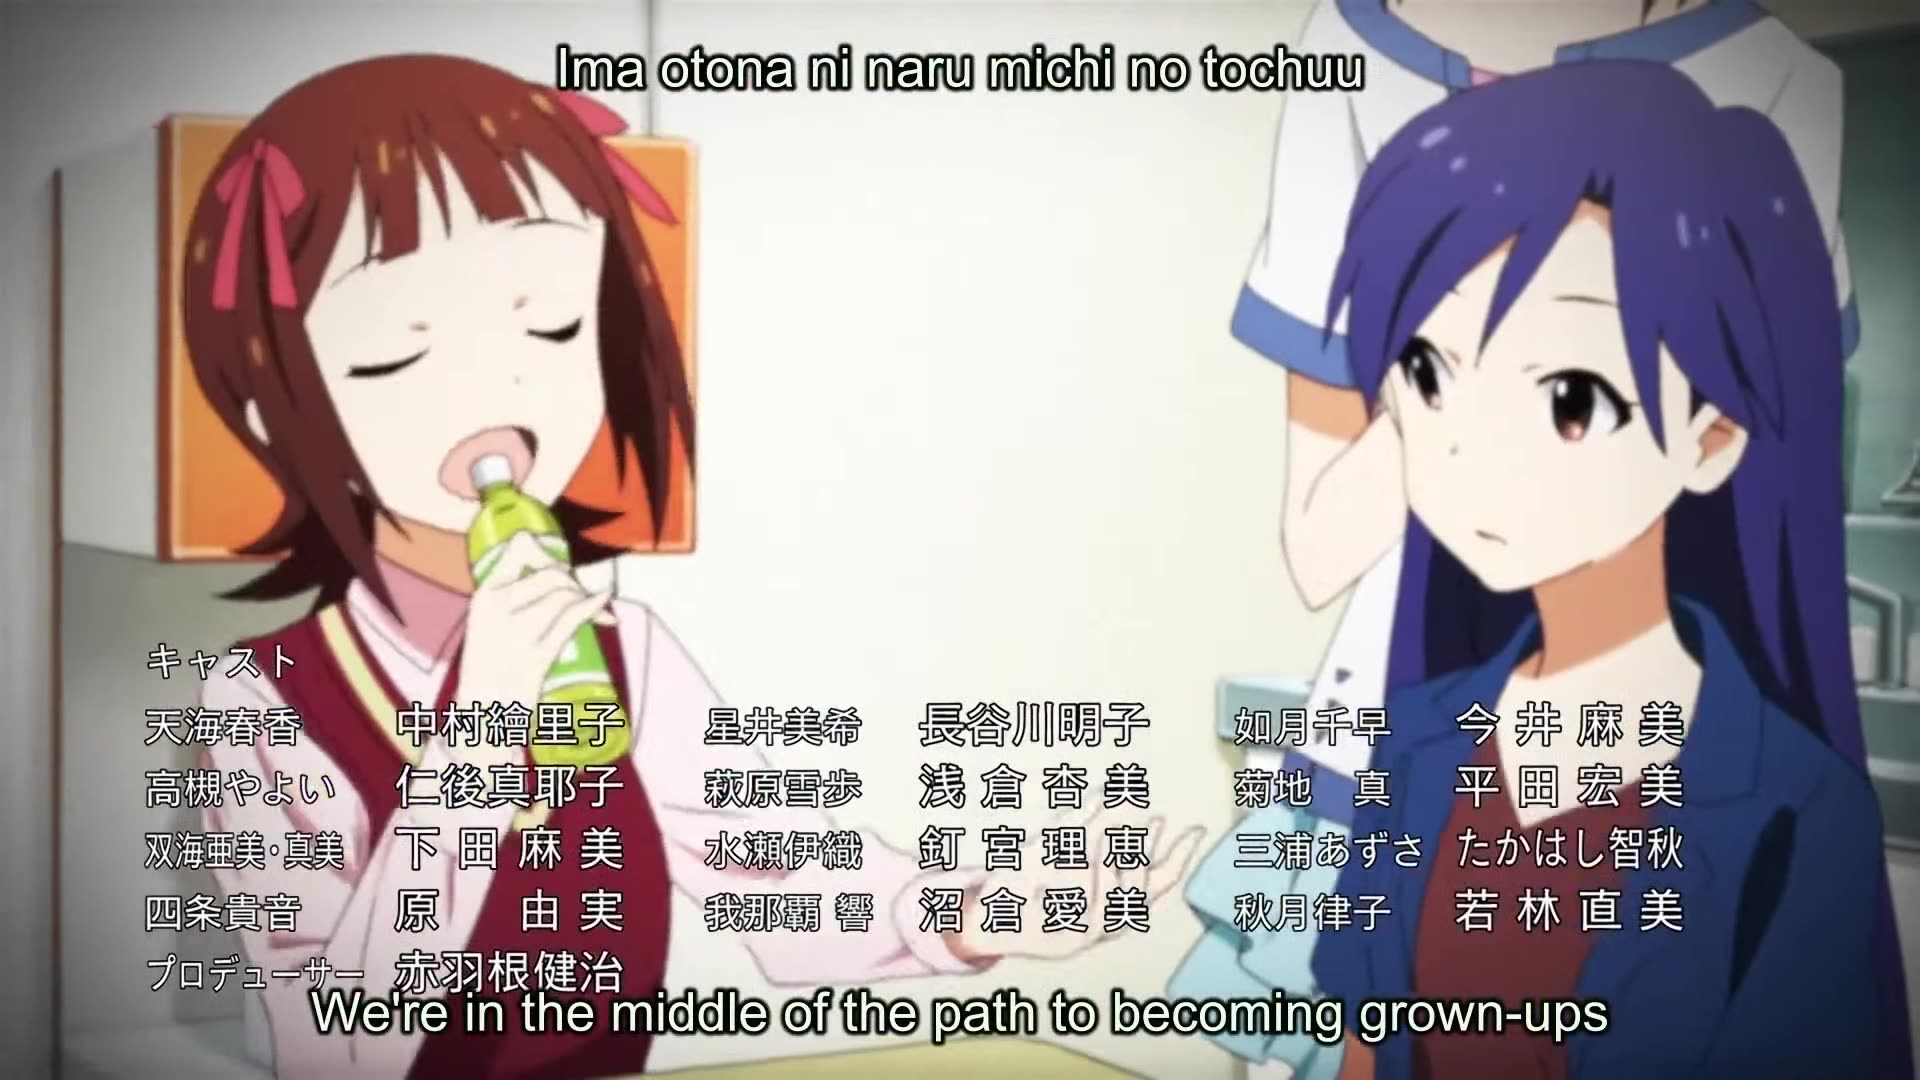 Ima otona ni naru michi no tochuu
キャスト
天海春香 中村繪里子 星井美希 長谷川明子 如月千早 今井麻美
高槻やよい 仁後真耶子 萩原雪歩 浅倉杏美 菊地 真 平田宏美
双海亜美・真美 下田麻美 水瀬伊織 釘宮理恵 三浦あずさ たかはし智秋
四条貴音 原 由実 我那覇 響 沼倉愛美 秋月律子 若林直美
プロデューサー 赤羽根健治
We're in the middle of the path to becoming grown-ups